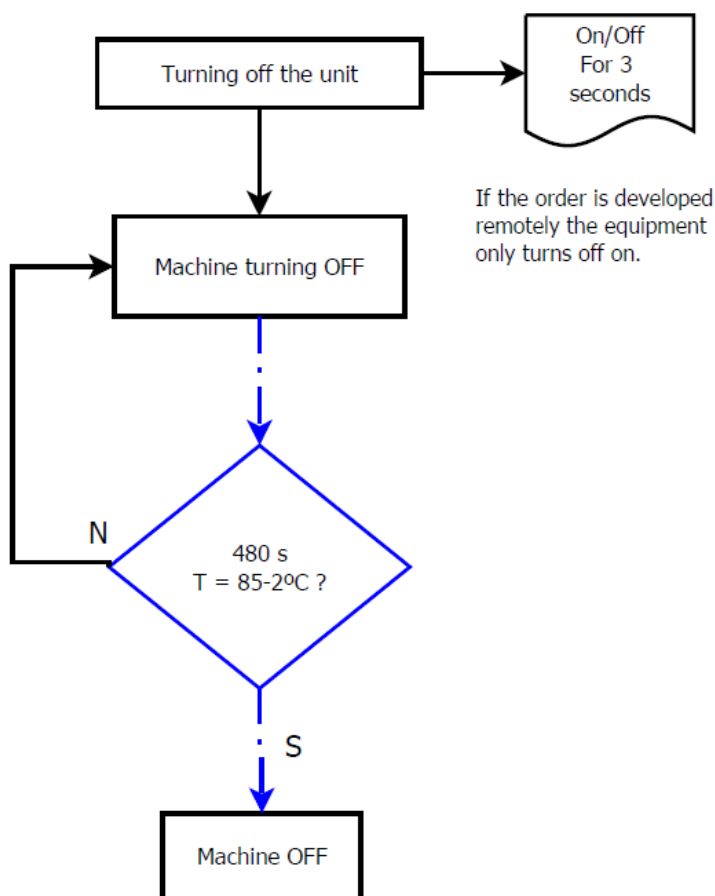 Turning off the unit
On/Off
For 3
seconds
If the order is developed
remotely the equipment
only turns off on.
Machine turning OFF
N
480 s
T = 85-2ºC ?
S
Machine OFF